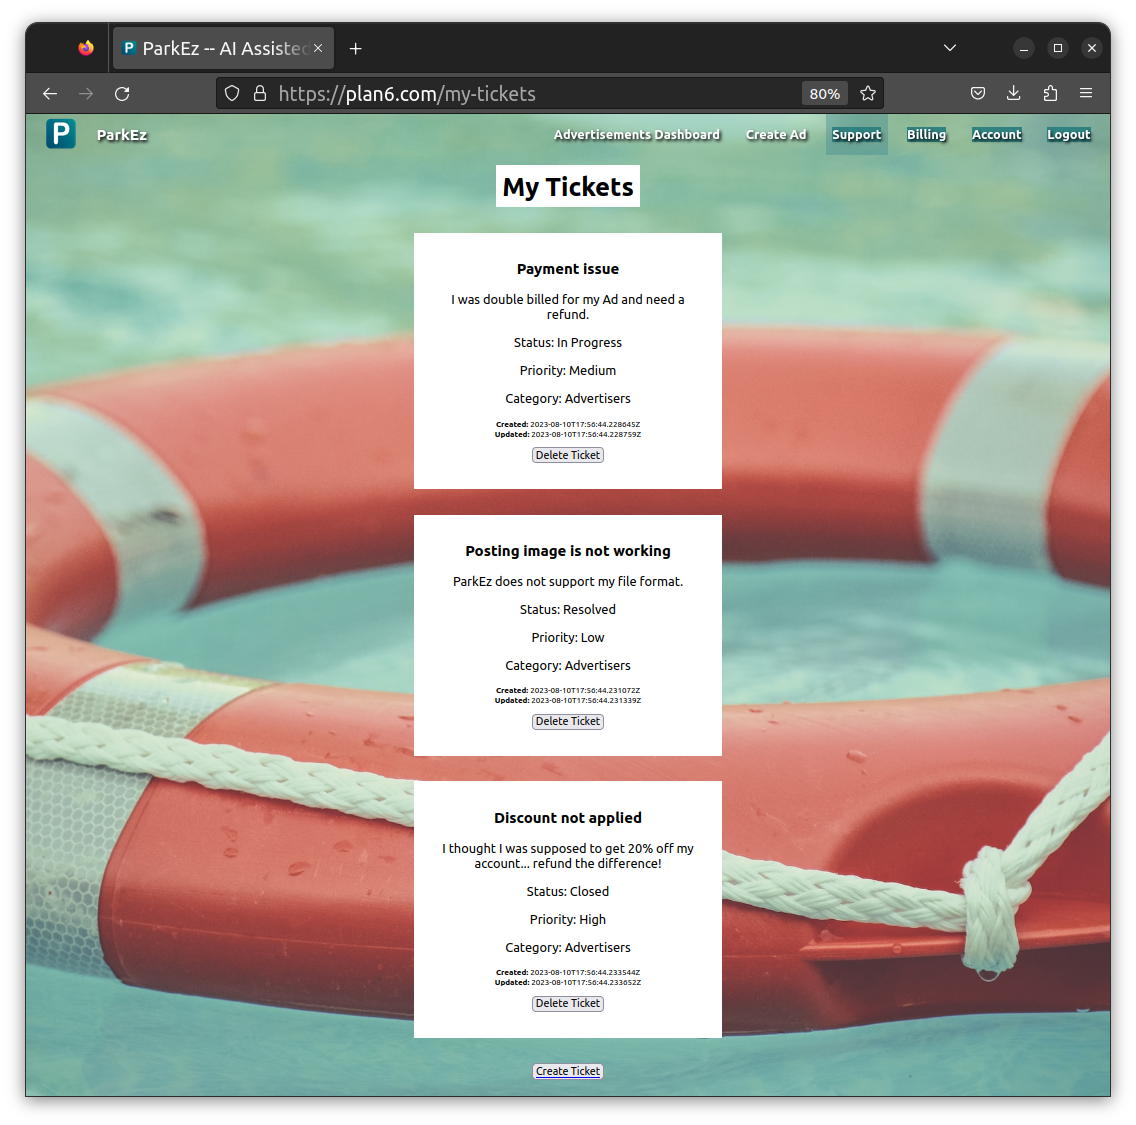 ParkEz -- AI Assisted
https://plan6.com/my-tickets
80%
P
ParkEz
Advertisements Dashboard
Create Ad
Support
Billing
Account
Logout
My Tickets
Payment issue
I was double billed for my Ad and need a
refund.
Status: In Progress
Priority: Medium
Category: Advertisers
Created: 2023-08-10T17:56:44.228645Z
Updated: 2023-08-10T17:56:44.228759Z
Delete Ticket
Posting image is not working
ParkEz does not support my file format.
Status: Resolved
Priority: Low
Category: Advertisers
Created: 2023-08-10T17:56:44.231072Z
Updated: 2023-08-10T17:56:44.231339Z
Delete Ticket
Discount not applied
I thought I was supposed to get 20% off my
account... refund the difference!
Status: Closed
Priority: High
Category: Advertisers
Created: 2023-08-10T17:56:44.233544Z
Updated: 2023-08-10T17:56:44.233652Z
Delete Ticket
Create Ticket